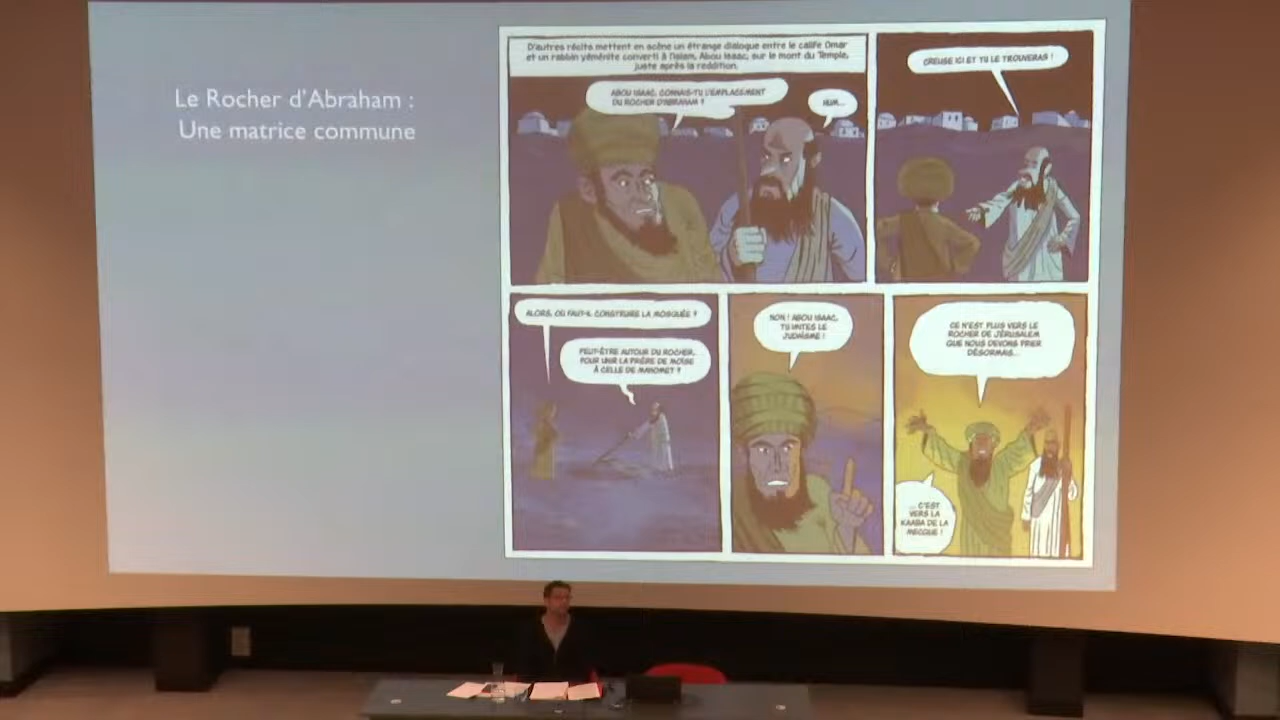 Le Rocher d'Abraham :
Une matrice commune
D'autres récits mettent en scène un étrange dialogue entre le calife Omar
et un rabbin yéménite converti à l'islam, Abou Isaac, sur le mont du Temple,
juste après la reddition.
ABOU ISAAC, CONNAIS-TU L'EMPLACEMENT
DU ROCHER D'ABRAHAM ?
HUM...
CREUSE ICI ET TU LE TROUVERAS !
ALORS, OÙ FAUT-IL CONSTRUIRE LA MOSQUÉE ?
PEUT-ÊTRE AUTOUR DU ROCHER,
POUR UNIR LA PRIÈRE DE MOÏSE
À CELLE DE MAHOMET ?
NON ! ABOU ISAAC,
TU IMITES LE
JUDAÏSME !
CE N'EST PLUS VERS LE
ROCHER DE JÉRUSALEM
QUE NOUS DEVONS PRIER
DÉSORMAIS...
... C'EST
VERS LA
KAABA DE LA
MECQUE !